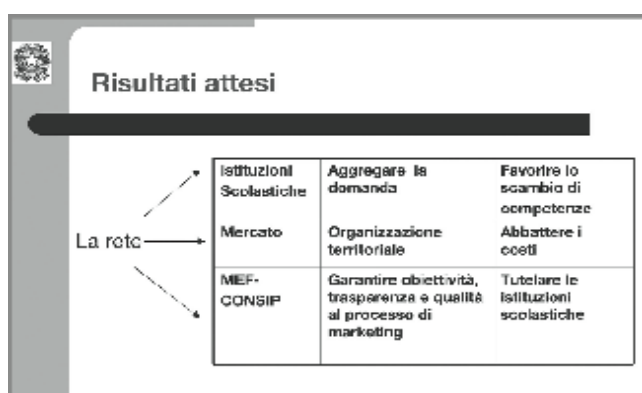 Risultati attesi
La rete
Istituzioni
Scolastiche
Aggregare la
domanda
Favorire lo
scambio di
competenze
Mercato
Organizzazione
territoriale
Abbattere i
costi
MEF-
CONSIP
Garantire obiettività,
trasparenza e qualità
al processo di
marketing
Tutelare le
istituzioni
scolastiche